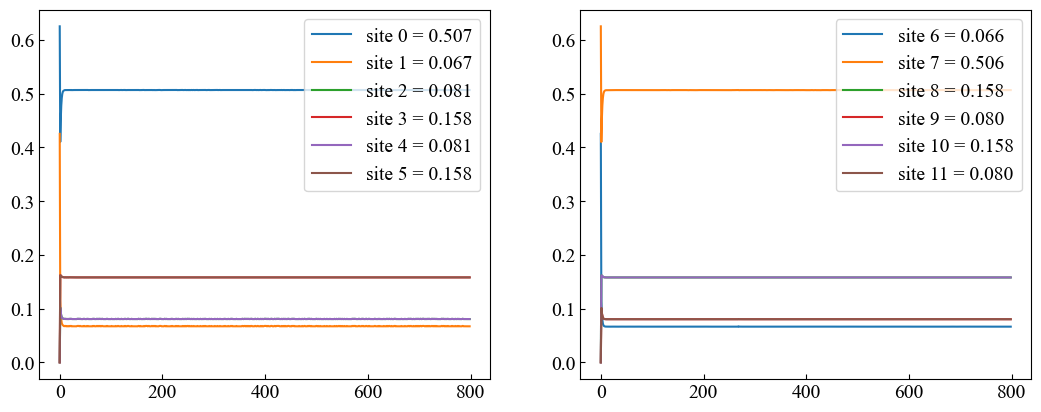 0.6
0.5
0.4
0.3
0.2
0.1
0.0
0 200 400 600 800
site 0 = 0.507
site 1 = 0.067
site 2 = 0.081
site 3 = 0.158
site 4 = 0.081
site 5 = 0.158
0.6
0.5
0.4
0.3
0.2
0.1
0.0
0 200 400 600 800
site 6 = 0.066
site 7 = 0.506
site 8 = 0.158
site 9 = 0.080
site 10 = 0.158
site 11 = 0.080